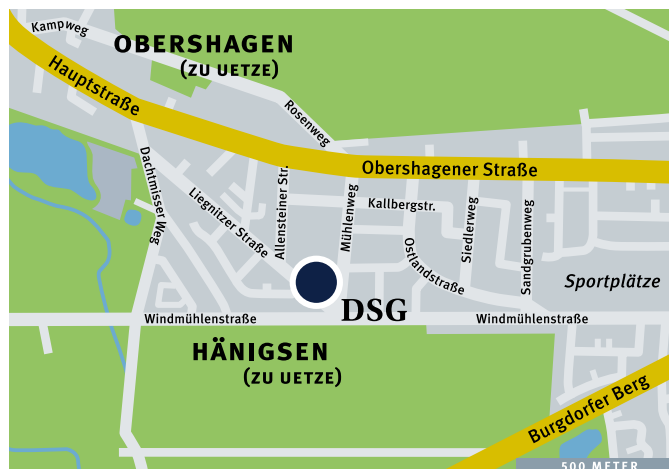 Kampweg
OBERSHAGEN
(ZU UETZE)
Hauptstraße
Rosenweg
Obershagener Straße
Dachtmisser Weg
Liegnitzer Straße
Allensteiner Str.
Mühlenweg
Kallbergstr.
Ostlandstraße
Siedlerweg
Sandgrubenweg
Sportplätze
DSG
Windmühlenstraße
Windmühlenstraße
HÄNIGSEN
(ZU UETZE)
Burgdorfer Berg
500 METER